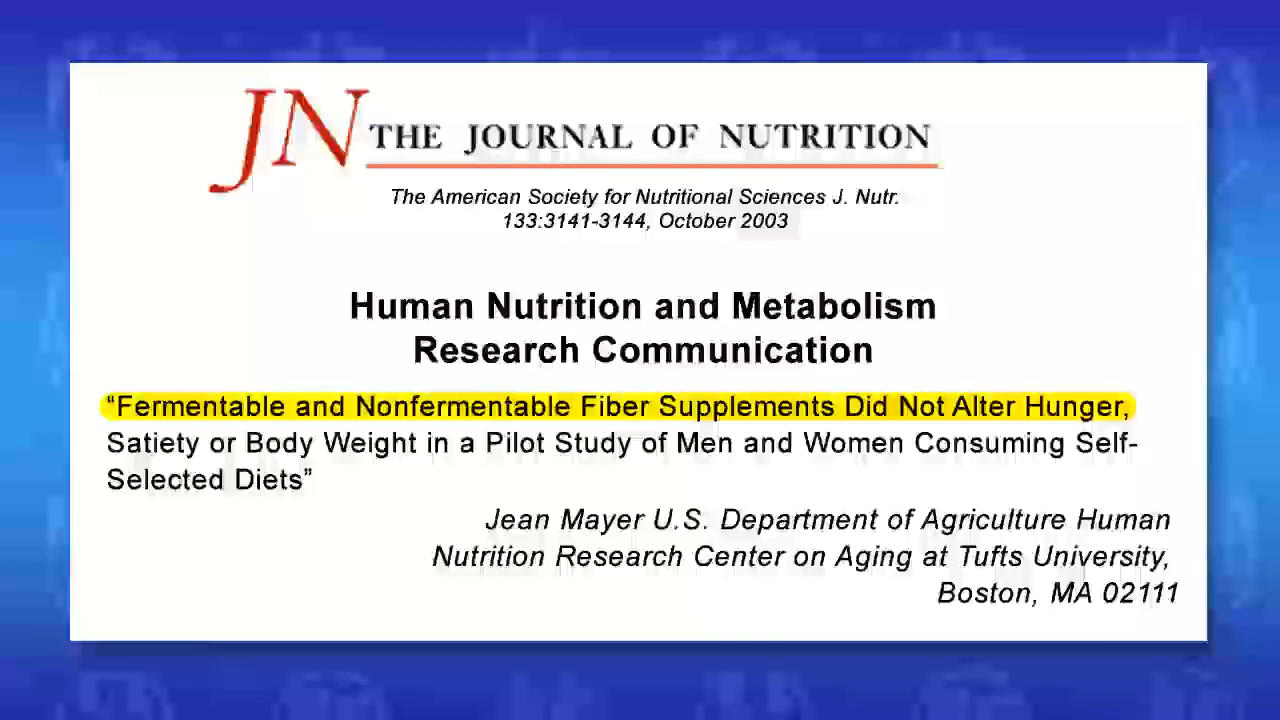 JN THE JOURNAL OF NUTRITION
The American Society for Nutritional Sciences J. Nutr.
133:3141-3144, October 2003
Human Nutrition and Metabolism
Research Communication
“Fermentable and Nonfermentable Fiber Supplements Did Not Alter Hunger,
Satiety or Body Weight in a Pilot Study of Men and Women Consuming Self-
Selected Diets”
Jean Mayer U.S. Department of Agriculture Human
Nutrition Research Center on Aging at Tufts University,
Boston, MA 02111